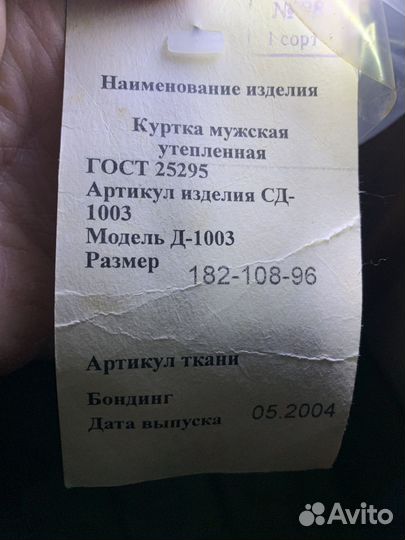 №
1 сорт
Наименование изделия
Куртка мужская
утепленная
ГОСТ 25295
Артикул изделия СД-
1003
Модель Д-1003
Размер 182-108-96
Артикул ткани
Бондинг
Дата выпуска 05.2004
Avito